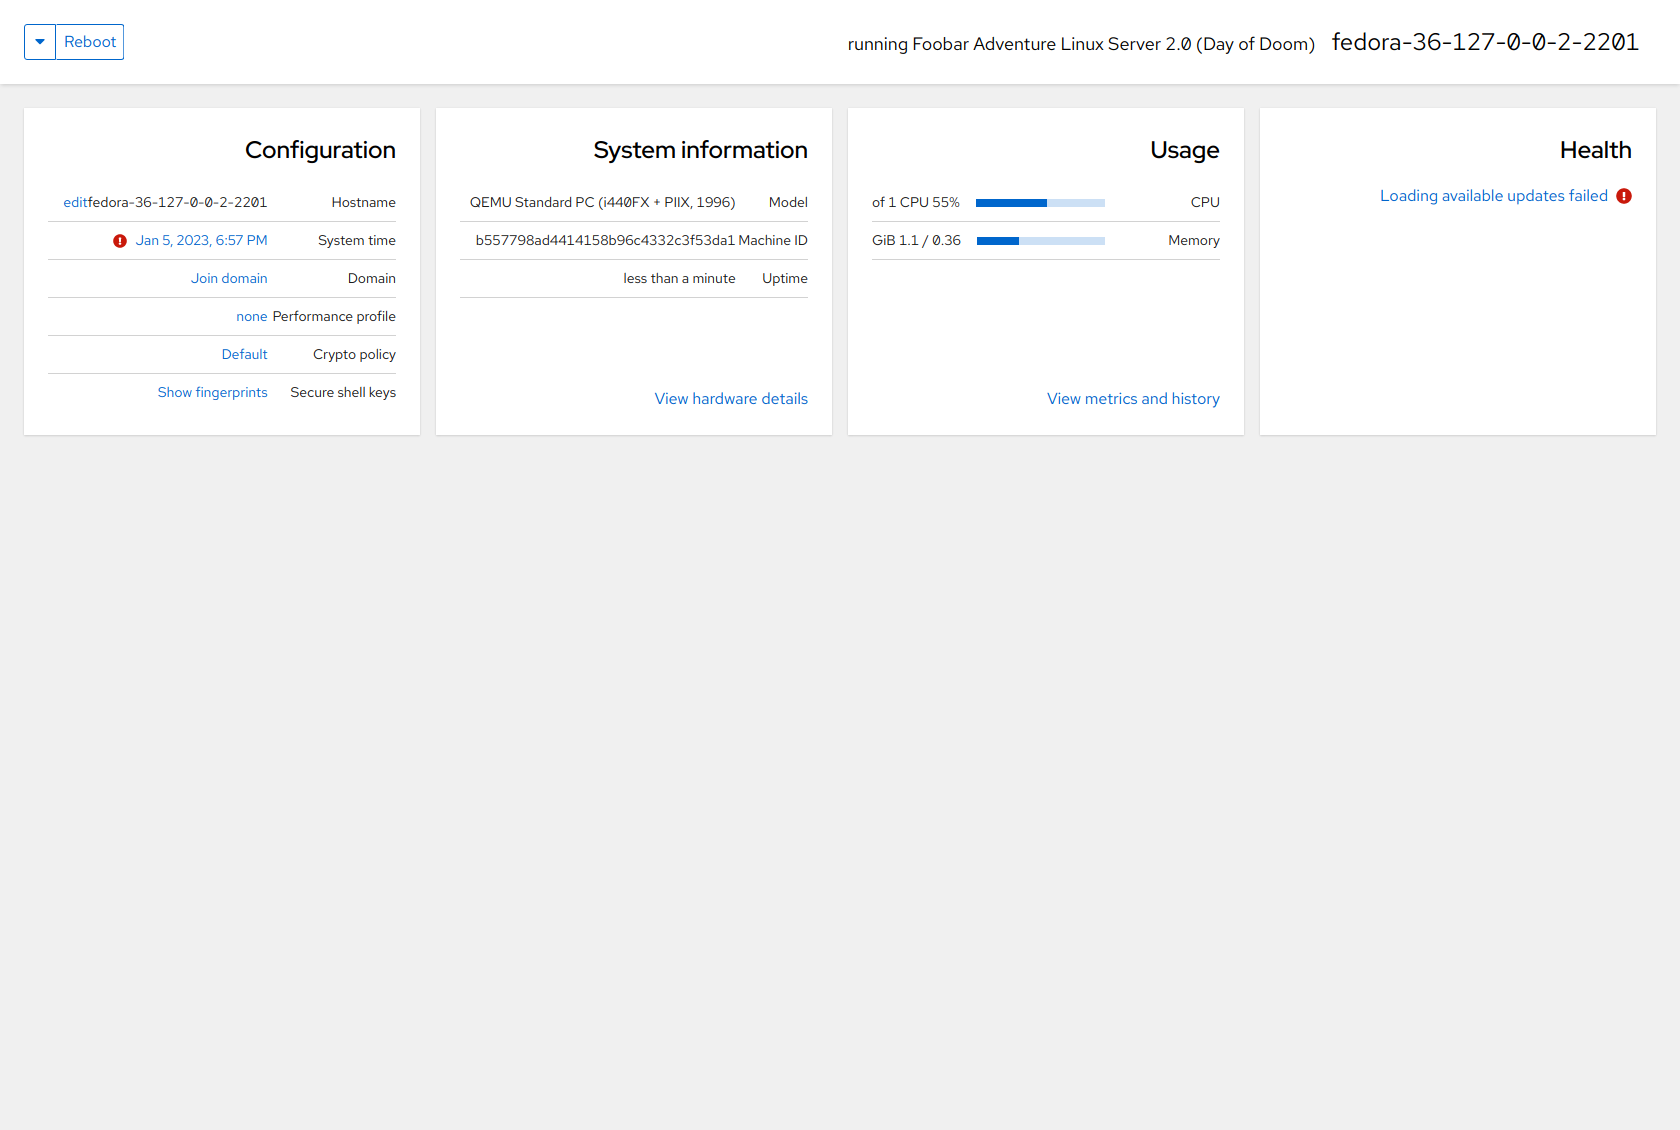 Reboot
running Foobar Adventure Linux Server 2.0 (Day of Doom) fedora-36-127-0-0-2-2201
Configuration
editfedora-36-127-0-0-2-2201 Hostname
Jan 5, 2023, 6:57 PM System time
Join domain Domain
none Performance profile
Default Crypto policy
Show fingerprints Secure shell keys
System information
QEMU Standard PC (i440FX + PIIX, 1996) Model
b557798ad4414158b96c4332c3f53da1 Machine ID
less than a minute Uptime
View hardware details
Usage
of 1 CPU 55% CPU
GiB 1.1 / 0.36 Memory
View metrics and history
Health
Loading available updates failed